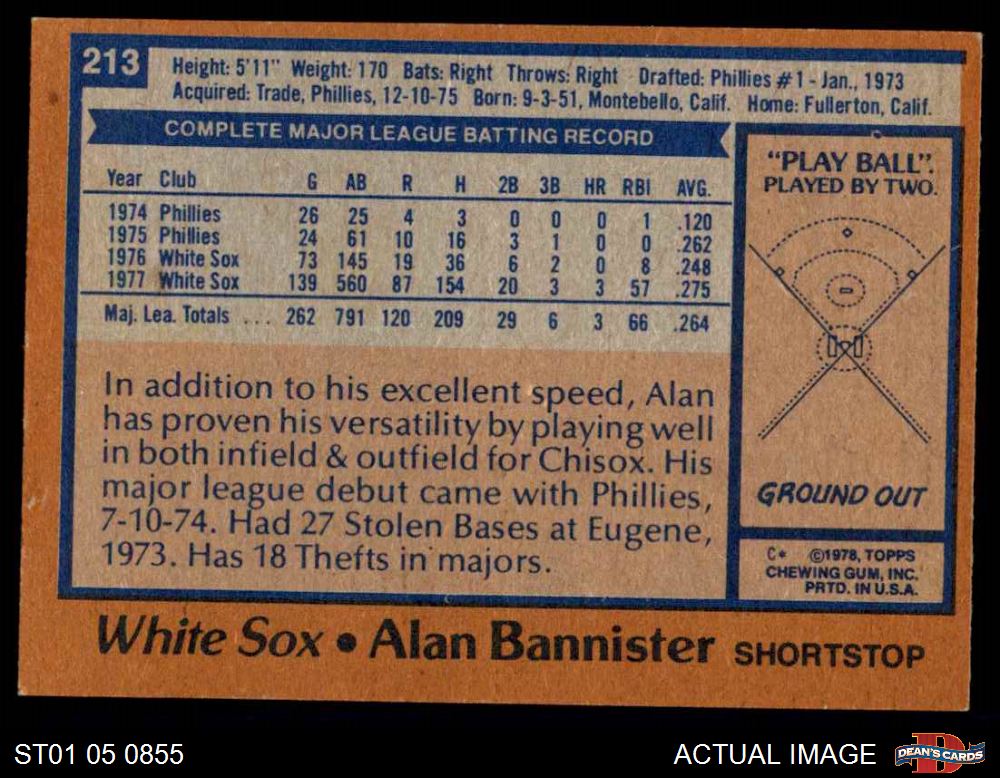 213
Height: 5'11" Weight: 170 Bats: Right Throws: Right Drafted: Phillies #1 - Jan., 1973
Acquired: Trade, Phillies, 12-10-75 Born: 9-3-51, Montebello, Calif. Home: Fullerton, Calif.
COMPLETE MAJOR LEAGUE BATTING RECORD
Year Club G AB R H 2B 3B HR RBI AVG.
1974 Phillies 26 25 4 3 0 0 0 1 .120
1975 Phillies 24 61 10 16 3 1 0 0 .262
1976 White Sox 73 145 19 36 6 2 0 8 .248
1977 White Sox 139 560 87 154 20 3 3 57 .275
Maj. Lea. Totals ... 262 791 120 209 29 6 3 66 .264
In addition to his excellent speed, Alan
has proven his versatility by playing well
in both infield & outfield for Chisox. His
major league debut came with Phillies,
7-10-74. Had 27 Stolen Bases at Eugene,
1973. Has 18 Thefts in majors.
"PLAY BALL".
PLAYED BY TWO.
GROUND OUT
C* ©1978, TOPPS
CHEWING GUM, INC.
PRTD. IN U.S.A.
White Sox • Alan Bannister SHORTSTOP
ST01 05 0855
ACTUAL IMAGE
DEAN'S CARDS